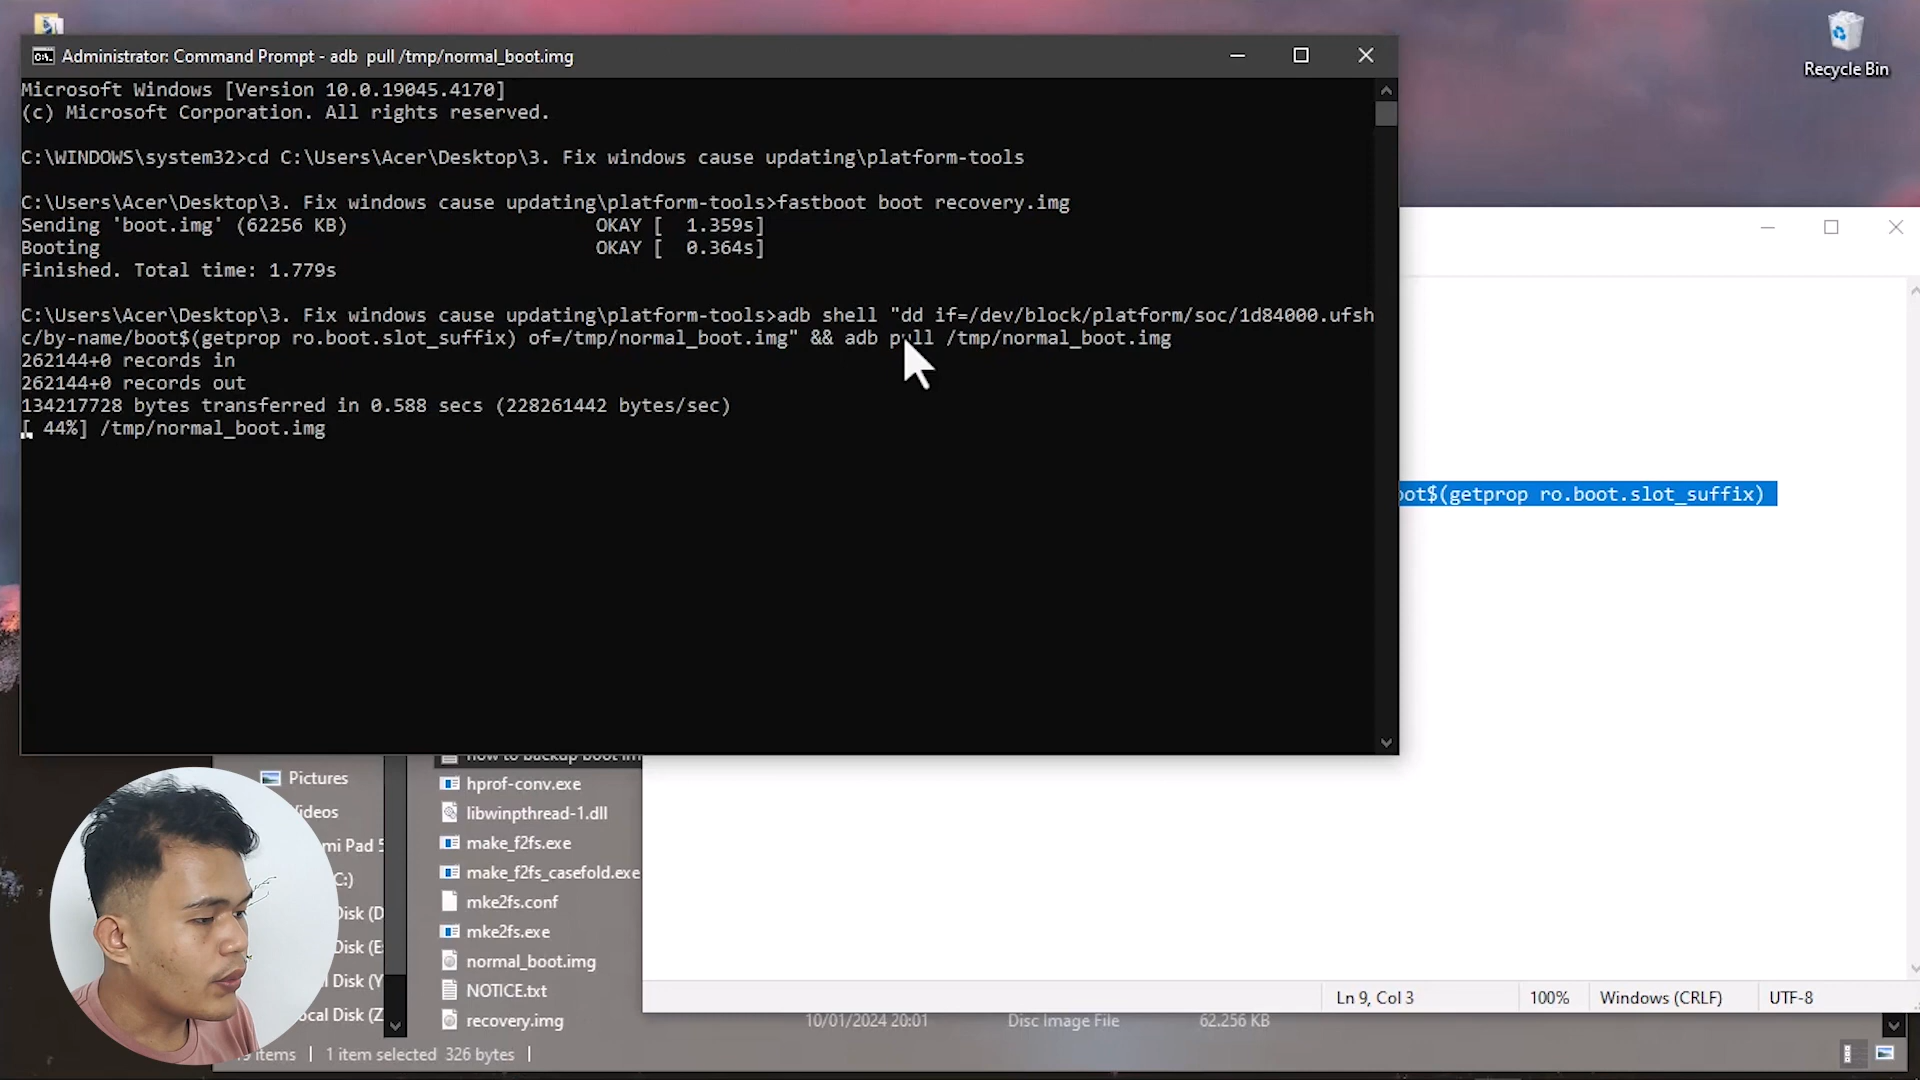 Recycle Bin
Administrator: Command Prompt - adb  pull /tmp/normal_boot.img
Microsoft Windows [Version 10.0.19045.4170]
(c) Microsoft Corporation. All rights reserved.
C:\WINDOWS\system32>cd C:\Users\Acer\Desktop\3. Fix windows cause updating\platform-tools
C:\Users\Acer\Desktop\3. Fix windows cause updating\platform-tools>fastboot boot recovery.img
Sending 'boot.img' (62256 KB)                      OKAY [  1.359s]
Booting                                            OKAY [  0.364s]
Finished. Total time: 1.779s
C:\Users\Acer\Desktop\3. Fix windows cause updating\platform-tools>adb shell "dd if=/dev/block/platform/soc/1d84000.ufsh
c/by-name/boot$(getprop ro.boot.slot_suffix) of=/tmp/normal_boot.img" && adb pull /tmp/normal_boot.img
262144+0 records in
262144+0 records out
134217728 bytes transferred in 0.588 secs (228261442 bytes/sec)
[ 44%] /tmp/normal_boot.img
oot$(getprop ro.boot.slot_suffix)
Pictures
Videos
mi Pad 5
C:)
Disk (D
Disk (E
l Disk (Y
ocal Disk (Z
how to backup boot im
hprof-conv.exe
libwinpthread-1.dll
make_f2fs.exe
make_f2fs_casefold.exe
mke2fs.conf
mke2fs.exe
normal_boot.img
NOTICE.txt
recovery.img
10/01/2024 20:01
Disc Image File
62.256 KB
Ln 9, Col 3
100%
Windows (CRLF)
UTF-8
items
1 item selected  326 bytes